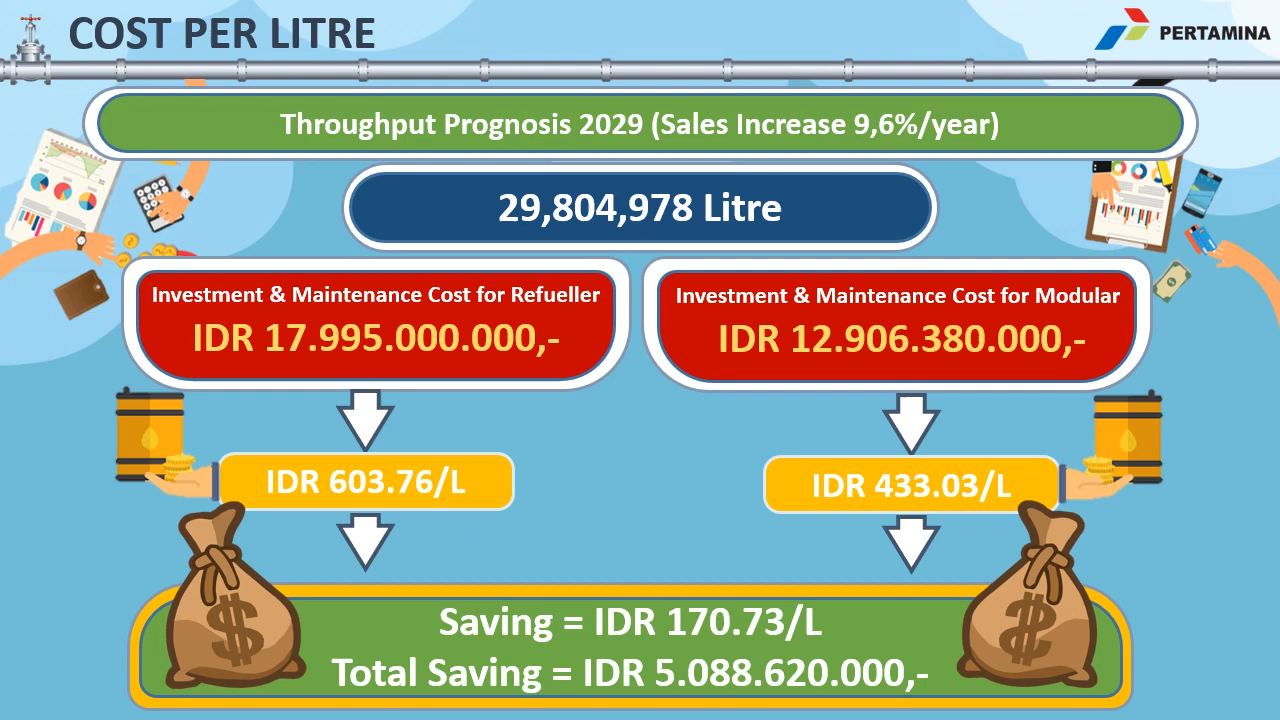 COST PER LITRE
PERTAMINA
Throughput Prognosis 2029 (Sales Increase 9,6%/year)
29,804,978 Litre
Investment & Maintenance Cost for Refueller
IDR 17.995.000.000,-
Investment & Maintenance Cost for Modular
IDR 12.906.380.000,-
IDR 603.76/L
IDR 433.03/L
Saving = IDR 170.73/L
Total Saving = IDR 5.088.620.000,-